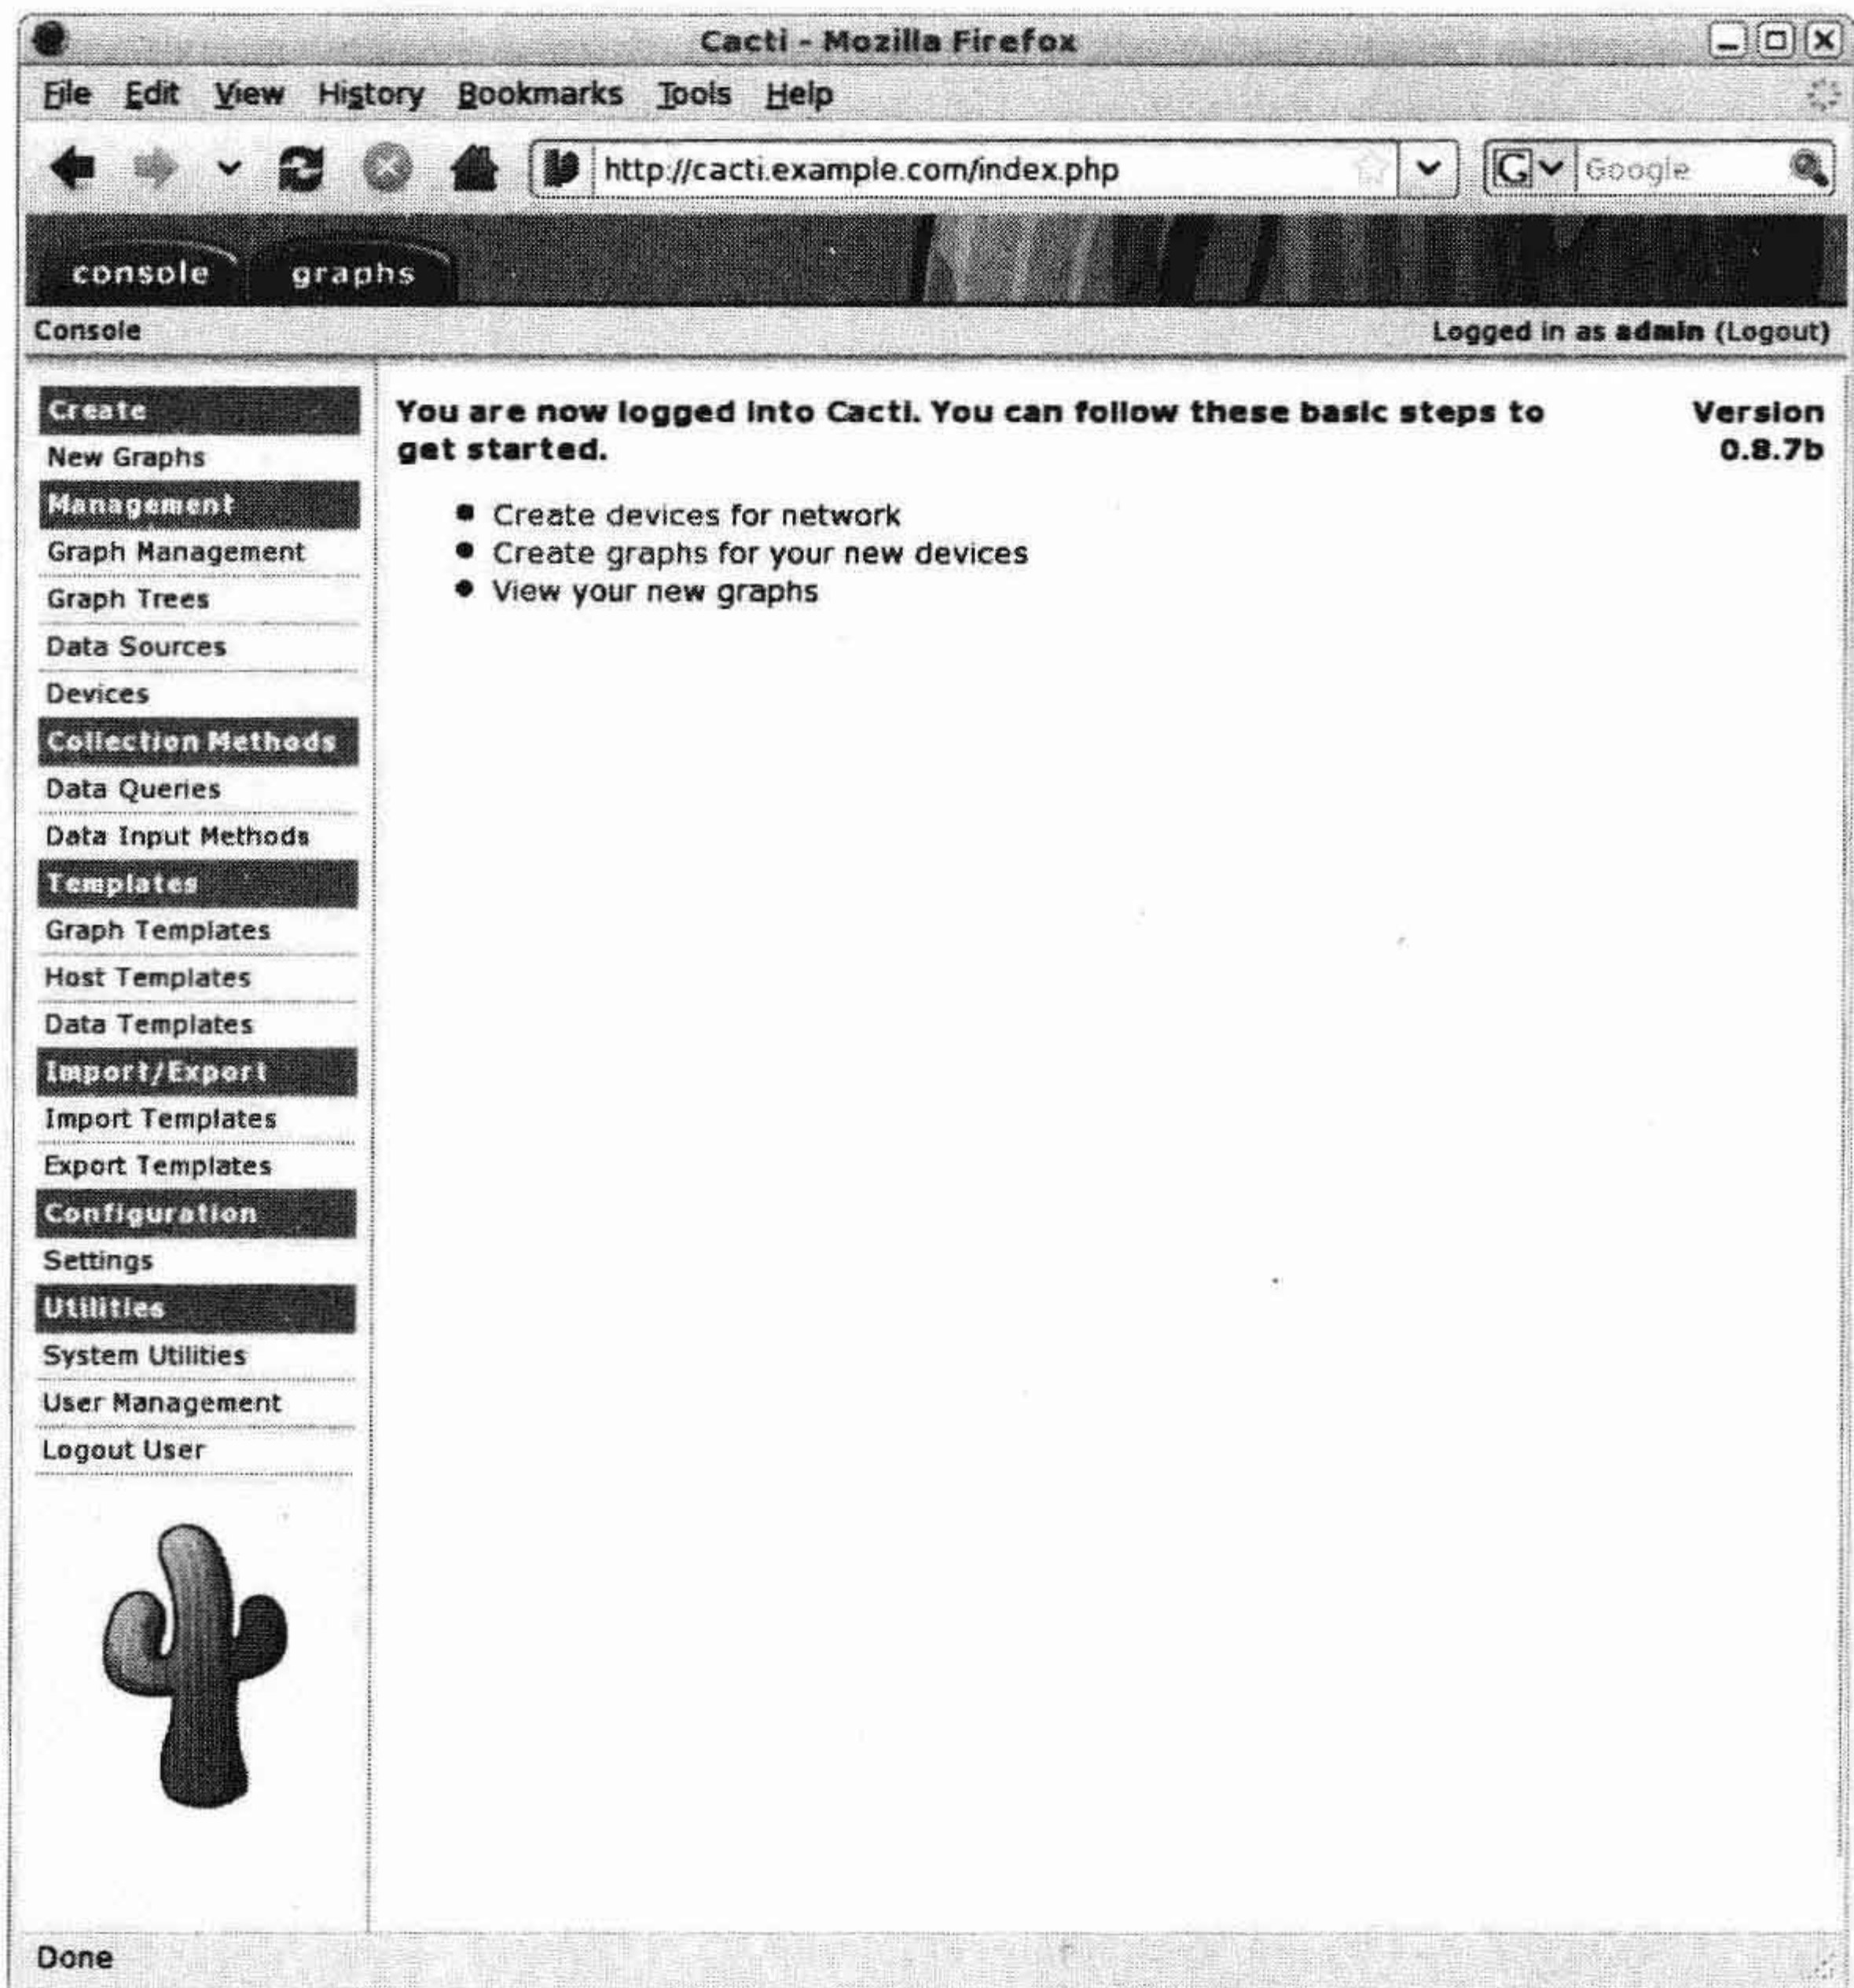 Cacti - Mozilla Firefox
File Edit View History Bookmarks Tools Help
http://cacti.example.com/index.php
G Google
console graphs
Console
Logged in as admin (Logout)
Create
New Graphs
Management
Graph Management
Graph Trees
Data Sources
Devices
Collection Methods
Data Queries
Data Input Methods
Templates
Graph Templates
Host Templates
Data Templates
Import/Export
Import Templates
Export Templates
Configuration
Settings
Utilities
System Utilities
User Management
Logout User
You are now logged into Cacti. You can follow these basic steps to
get started.
Version
0.8.7b
Create devices for network
Create graphs for your new devices
View your new graphs
Done